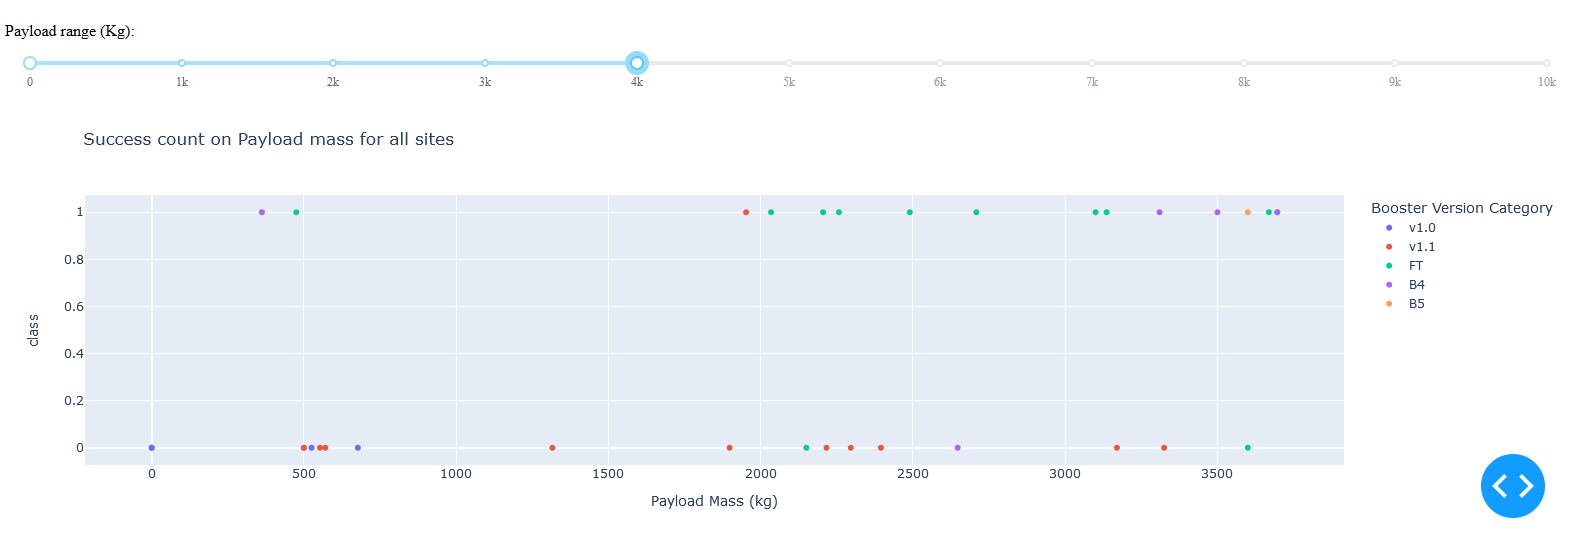 Payload range (Kg):
0 1k 2k 3k 4k 5k 6k 7k 8k 9k 10k
Success count on Payload mass for all sites
1
0.8
0.6
0.4
0.2
0
class
0 500 1000 1500 2000 2500 3000 3500
Payload Mass (kg)
Booster Version Category
v1.0
v1.1
FT
B4
B5